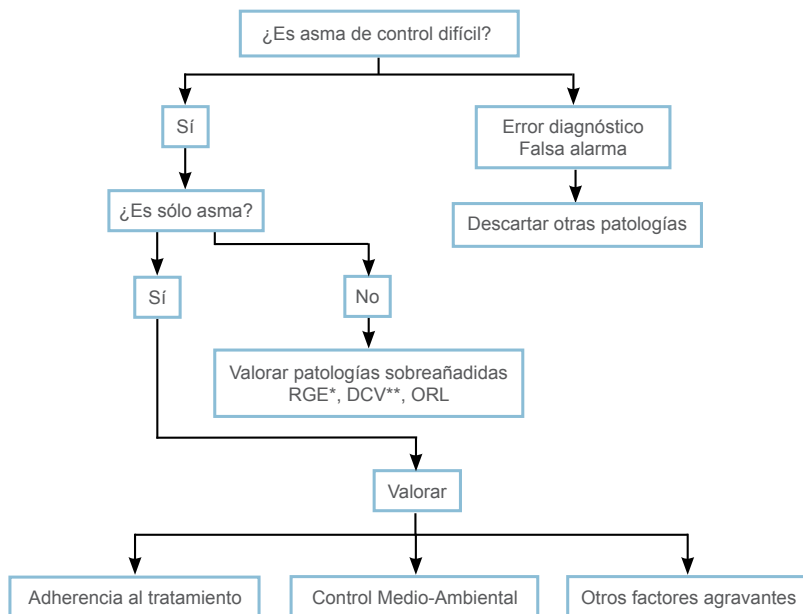 ¿Es asma de control difícil?
Sí
Error diagnóstico
Falsa alarma
¿Es sólo asma?
Descartar otras patologías
Sí
No
Valorar patologías sobreañadidas
RGE*, DCV**, ORL
Valorar
Adherencia al tratamiento
Control Medio-Ambiental
Otros factores agravantes